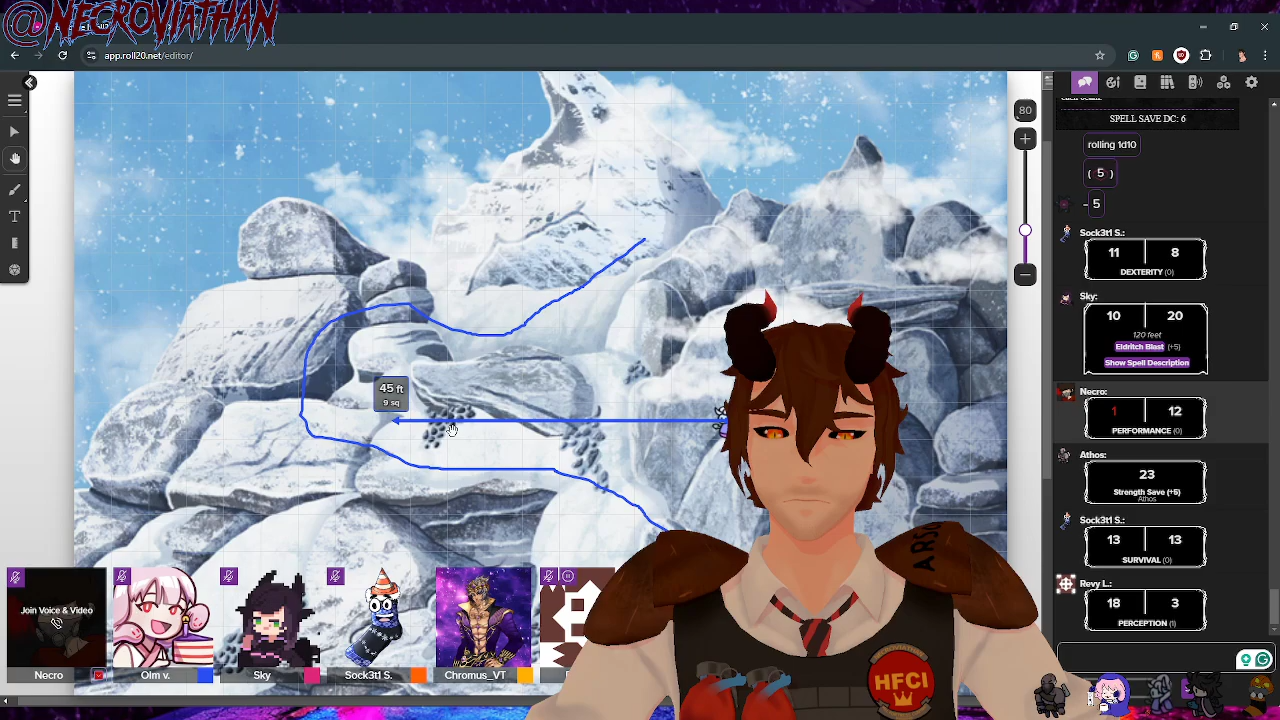 @NECROVIATHAN
app.roll20.net/editor/
80
SPELL SAVE DC: 6
rolling 1d10
( 5 )
5
Sock3t1 S.:
11 8
DEXTERITY (0)
Sky:
10 20
120 feet
Eldritch Blast (+5)
Show Spell Description
Necro:
1 12
PERFORMANCE (0)
Athos:
23
Strength Save (+5)
Athos
Sock3t1 S.:
13 13
SURVIVAL (0)
Revy L.:
18 3
PERCEPTION (1)
45 ft
9 sq
Join Voice & Video
Necro
Olm v.
Sky
Sock3t1 S.
Chromus_VT
HFCI